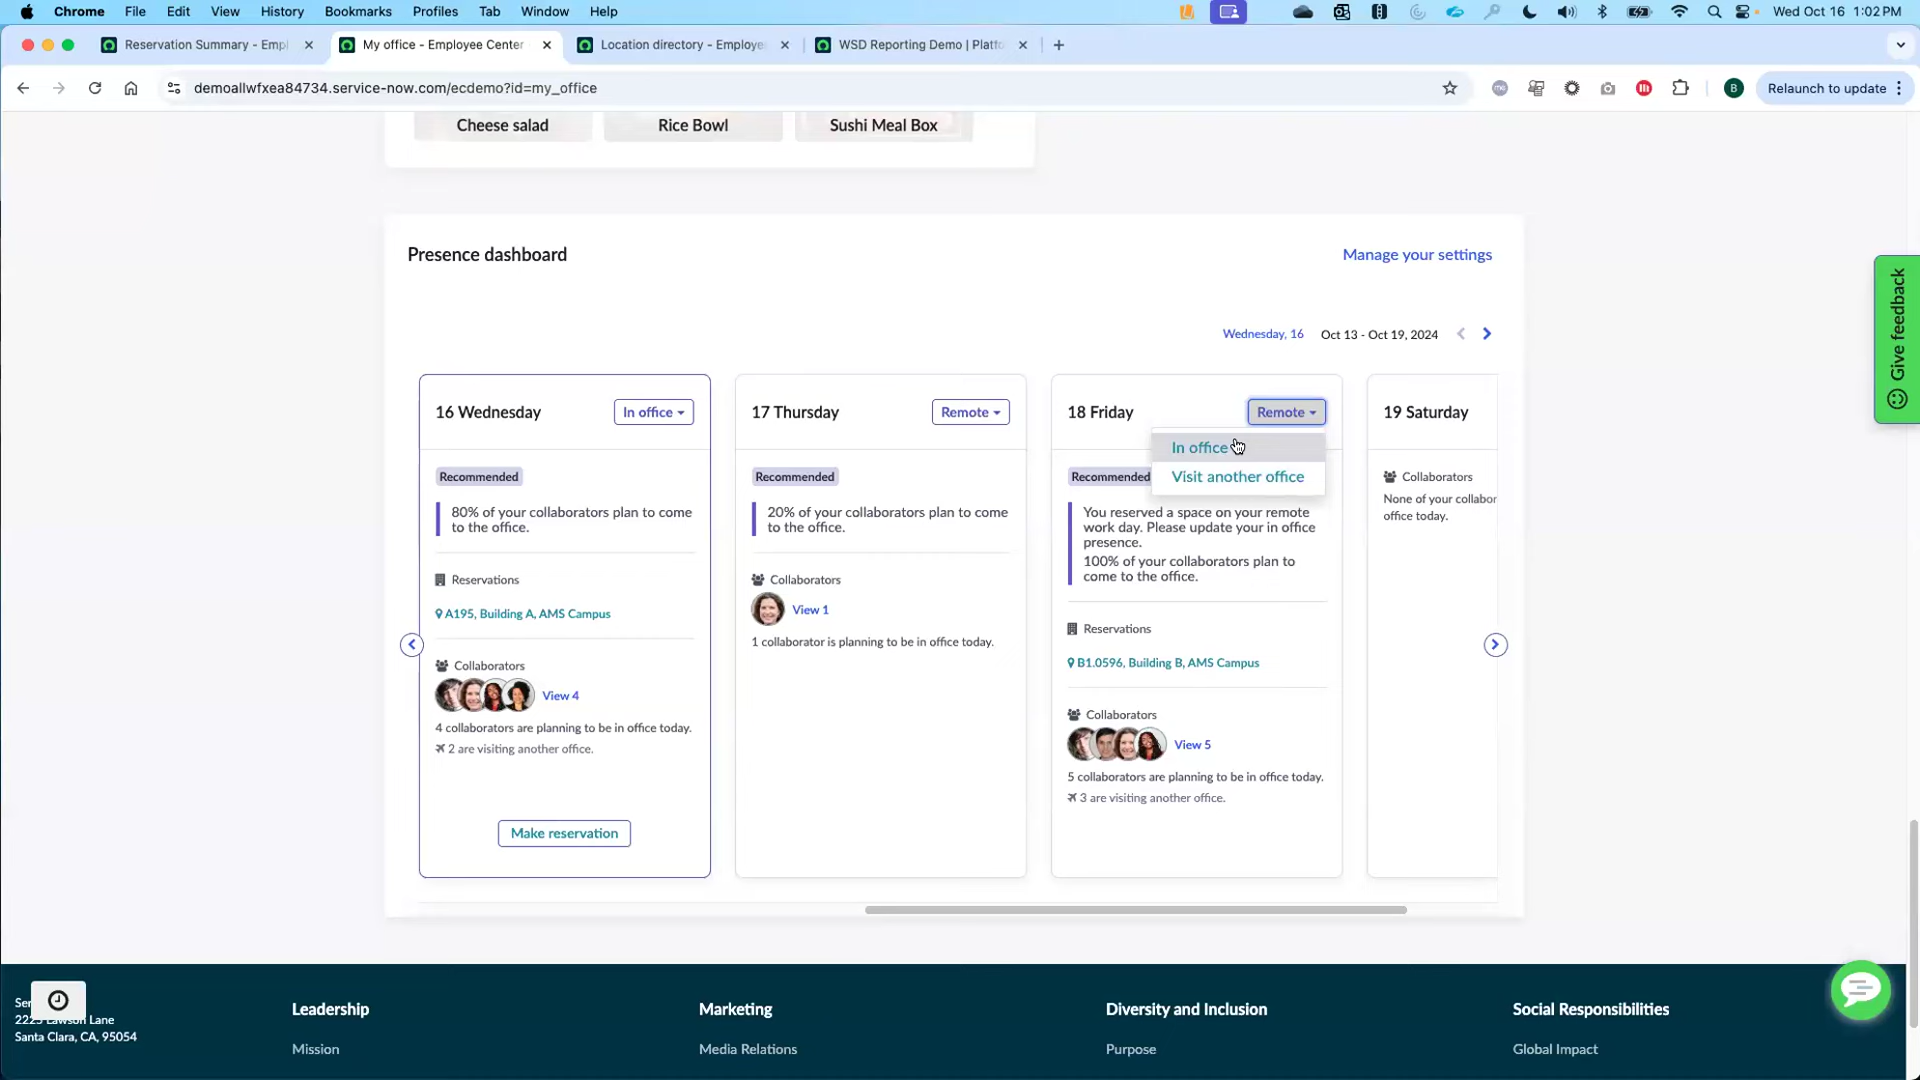 Chrome File Edit View History Bookmarks Profiles Tab Window Help Wed Oct 16 1:02 PM
Reservation Summary - Empl My office - Employee Center Location directory - Employe WSD Reporting Demo | Platfo
demoallwfxea84734.service-now.com/ecdemo?id=my_office B Relaunch to update
Cheese salad Rice Bowl Sushi Meal Box
Presence dashboard Manage your settings
Give feedback
Wednesday, 16 Oct 13 - Oct 19, 2024
16 Wednesday In office
Recommended
80% of your collaborators plan to come
to the office.
Reservations
A195, Building A, AMS Campus
Collaborators
View 4
4 collaborators are planning to be in office today.
2 are visiting another office.
Make reservation
17 Thursday Remote
Recommended
20% of your collaborators plan to come
to the office.
Collaborators
View 1
1 collaborator is planning to be in office today.
18 Friday Remote
In office
Visit another office
Recommended
You reserved a space on your remote
work day. Please update your in office
presence.
100% of your collaborators plan to
come to the office.
Reservations
B1.0596, Building B, AMS Campus
Collaborators
View 5
5 collaborators are planning to be in office today.
3 are visiting another office.
19 Saturday
Collaborators
None of your collabor
office today.
Ser
2225 Lawson Lane
Santa Clara, CA, 95054
Leadership Marketing Diversity and Inclusion Social Responsibilities
Mission Media Relations Purpose Global Impact